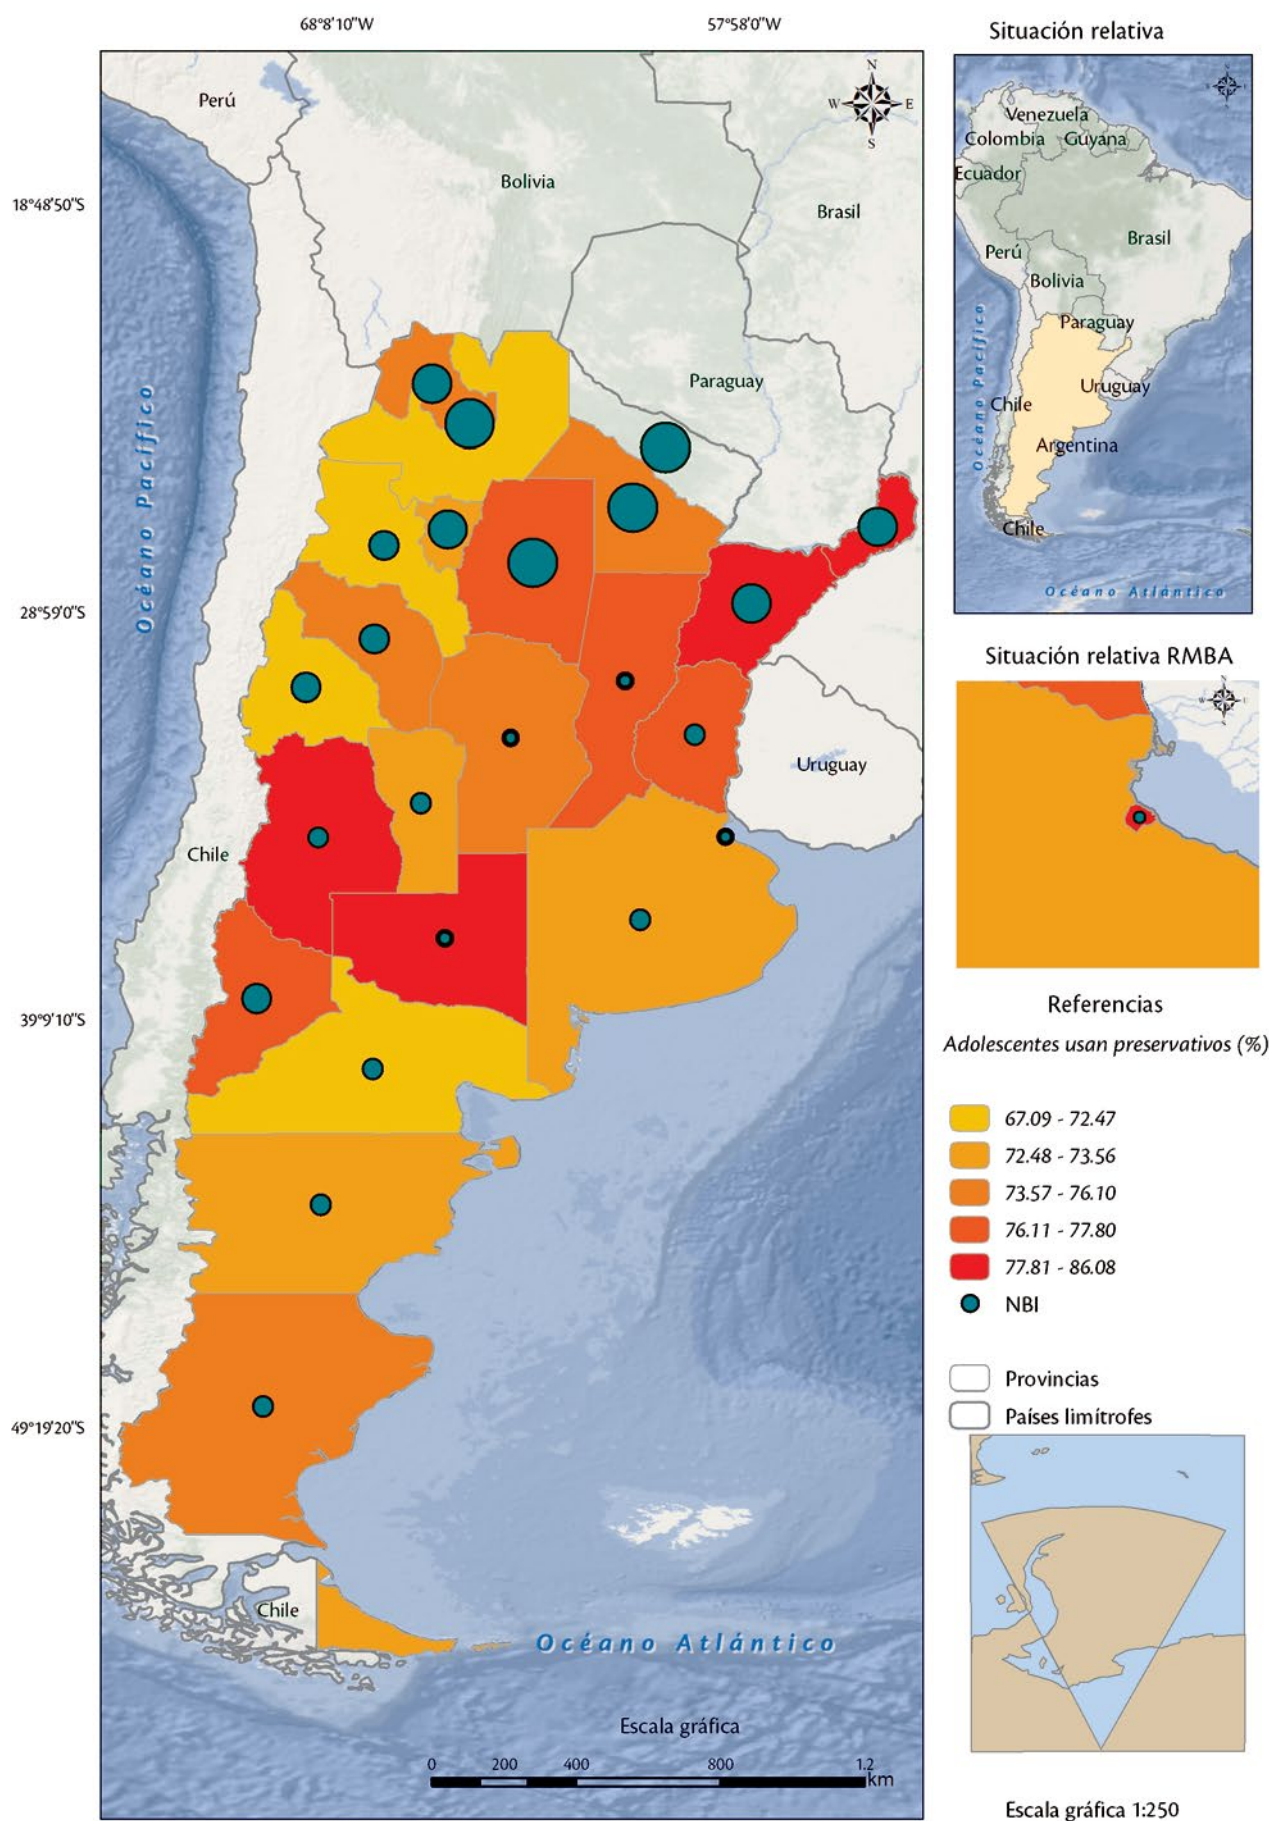 68°8'10"W
57°58'0"W
18°48'50"S
28°59'0"S
39°9'10"S
49°19'20"S
N
W
E
S
Perú
Bolivia
Brasil
Paraguay
Océano Pacífico
Uruguay
Chile
Chile
Océano Atlántico
Escala gráfica
0 200 400 800 1.2
km
Situación relativa
Venezuela
Colombia
Guyana
Ecuador
Perú
Brasil
Bolivia
Paraguay
Océano Pacífico
Uruguay
Chile
Argentina
Chile
Océano Atlántico
Situación relativa RMBA
N
Referencias
Adolescentes usan preservativos (%)
67.09 - 72.47
72.48 - 73.56
73.57 - 76.10
76.11 - 77.80
77.81 - 86.08
NBI
Provincias
Países limítrofes
Escala gráfica 1:250